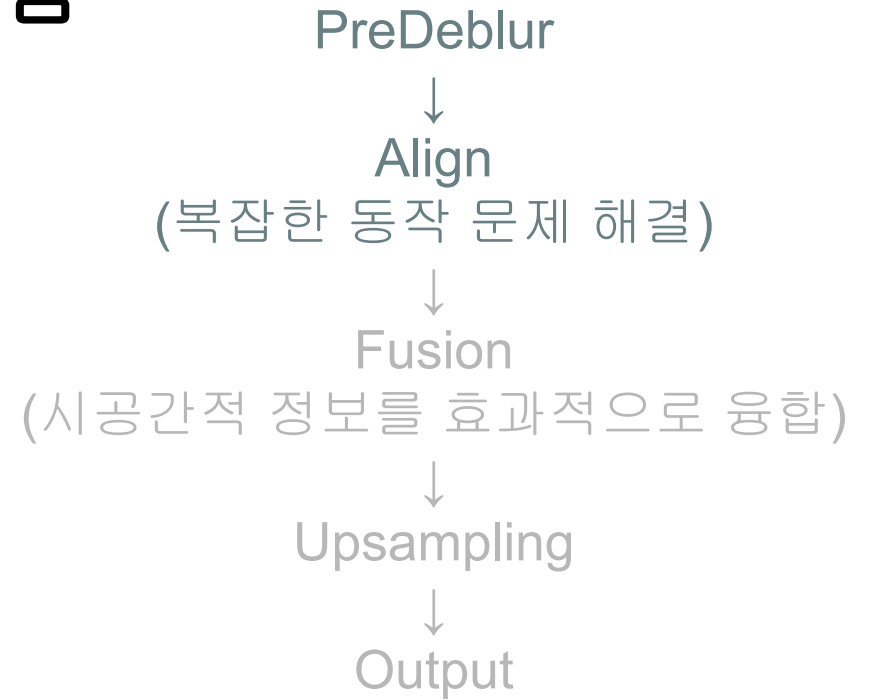 PreDeblur
↓
Align
(복잡한 동작 문제 해결)
↓
Fusion
(시공간적 정보를 효과적으로 융합)
↓
Upsampling
↓
Output